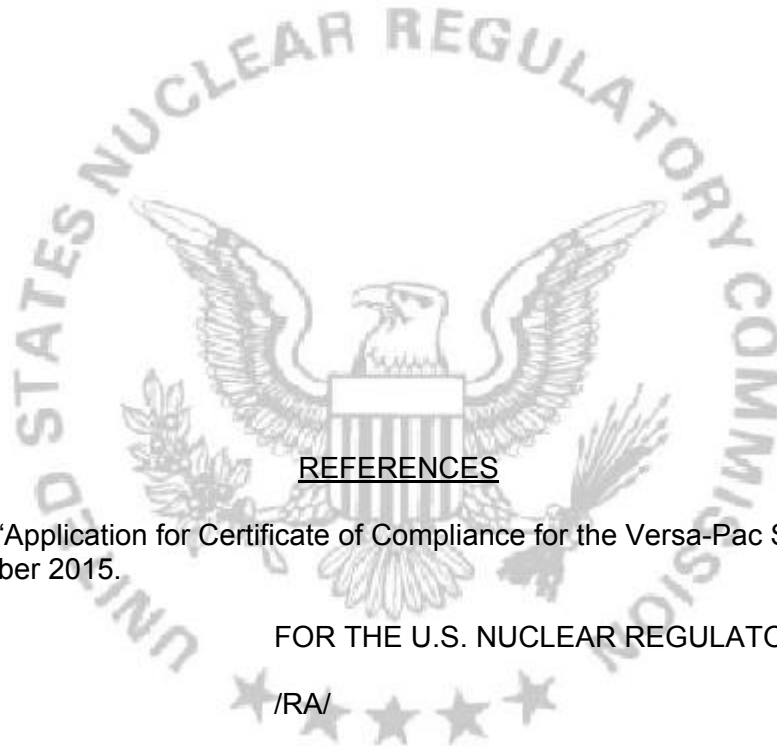 UNITED STATES NUCLEAR REGULATORY COMMISSION
REFERENCES
“Application for Certificate of Compliance for the Versa-Pac
ber 2015.
FOR THE U.S. NUCLEAR
/RA/